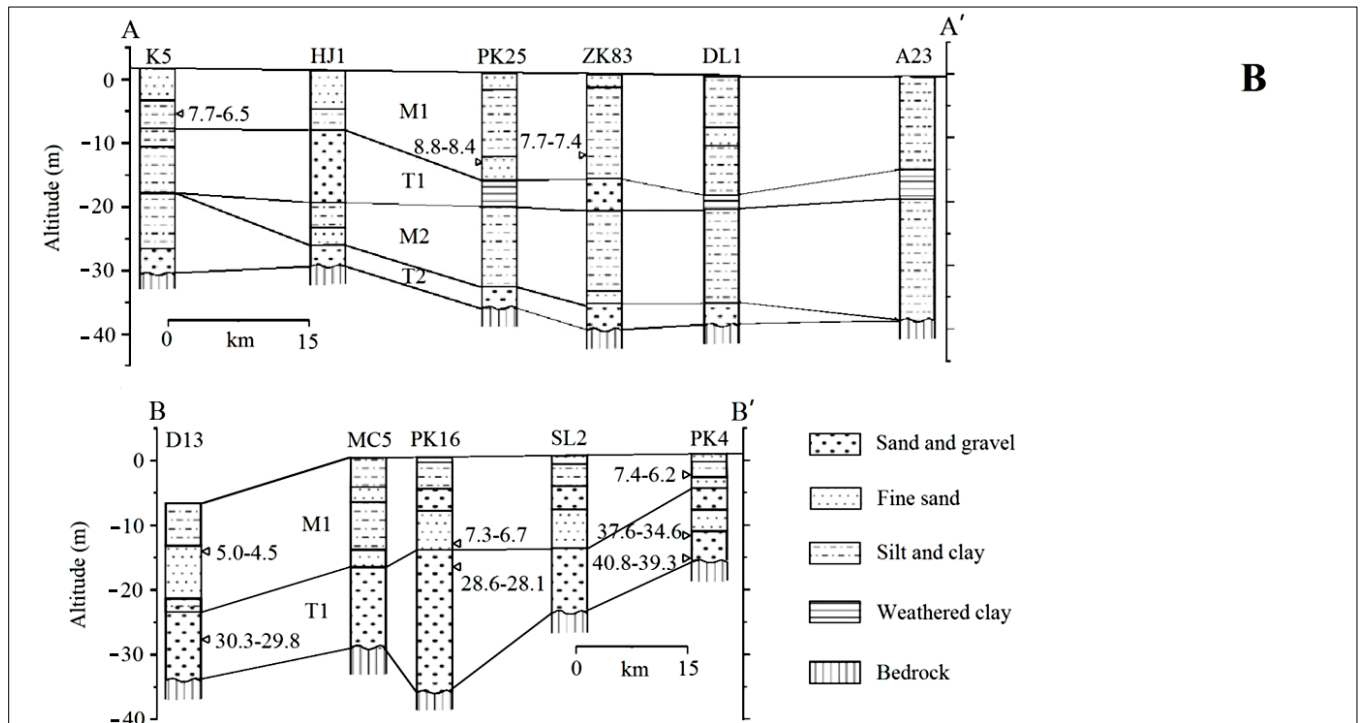 A
A′
K5 HJ1 PK25 ZK83 DL1 A23
B
Altitude (m)
0
−10
−20
−30
−40
7.7-6.5
M1
8.8-8.4
7.7-7.4
T1
M2
T2
0 km 15
B
B′
D13 MC5 PK16 SL2 PK4
Altitude (m)
0
−10
−20
−30
−40
M1
5.0-4.5
7.3-6.7
7.4-6.2
37.6-34.6
40.8-39.3
28.6-28.1
T1
30.3-29.8
0 km 15
Sand and gravel
Fine sand
Silt and clay
Weathered clay
Bedrock